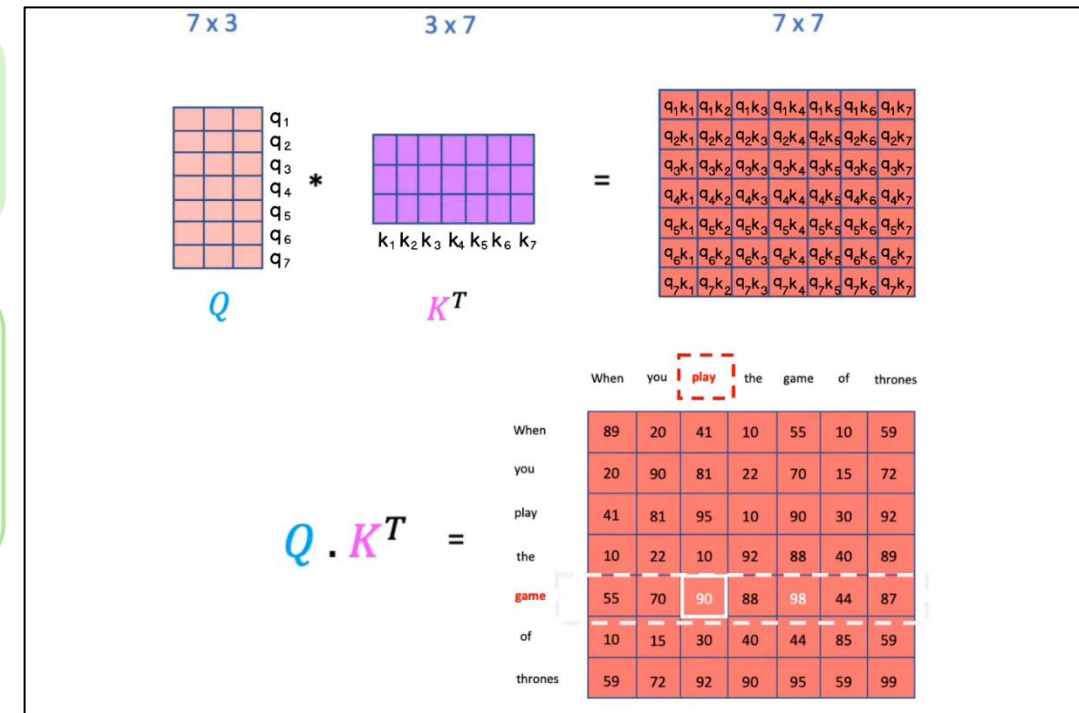 7 x 3 3 x 7 7 x 7
q₁k₁ q₁k₂ q₁k₃ q₁k₄ q₁k₅ q₁k₆ q₁k₇
q₂k₁ q₂k₂ q₂k₃ q₂k₄ q₂k₅ q₂k₆ q₂k₇
q₃k₁ q₃k₂ q₃k₃ q₃k₄ q₃k₅ q₃k₆ q₃k₇
q₄k₁ q₄k₂ q₄k₃ q₄k₄ q₄k₅ q₄k₆ q₄k₇
q₅k₁ q₅k₂ q₅k₃ q₅k₄ q₅k₅ q₅k₆ q₅k₇
q₆k₁ q₆k₂ q₆k₃ q₆k₄ q₆k₅ q₆k₆ q₆k₇
q₇k₁ q₇k₂ q₇k₃ q₇k₄ q₇k₅ q₇k₆ q₇k₇
q₁
q₂
q₃
q₄
q₅
q₆
q₇
* =
k₁ k₂ k₃ k₄ k₅ k₆ k₇
Q Kᵀ
When you play the game of thrones
When 89 20 41 10 55 10 59
you 20 90 81 22 70 15 72
play 41 81 95 10 90 30 92
the 10 22 10 92 88 40 89
game 55 70 90 88 98 44 87
of 10 15 30 40 44 85 59
thrones 59 72 92 90 95 59 99
Q . Kᵀ =